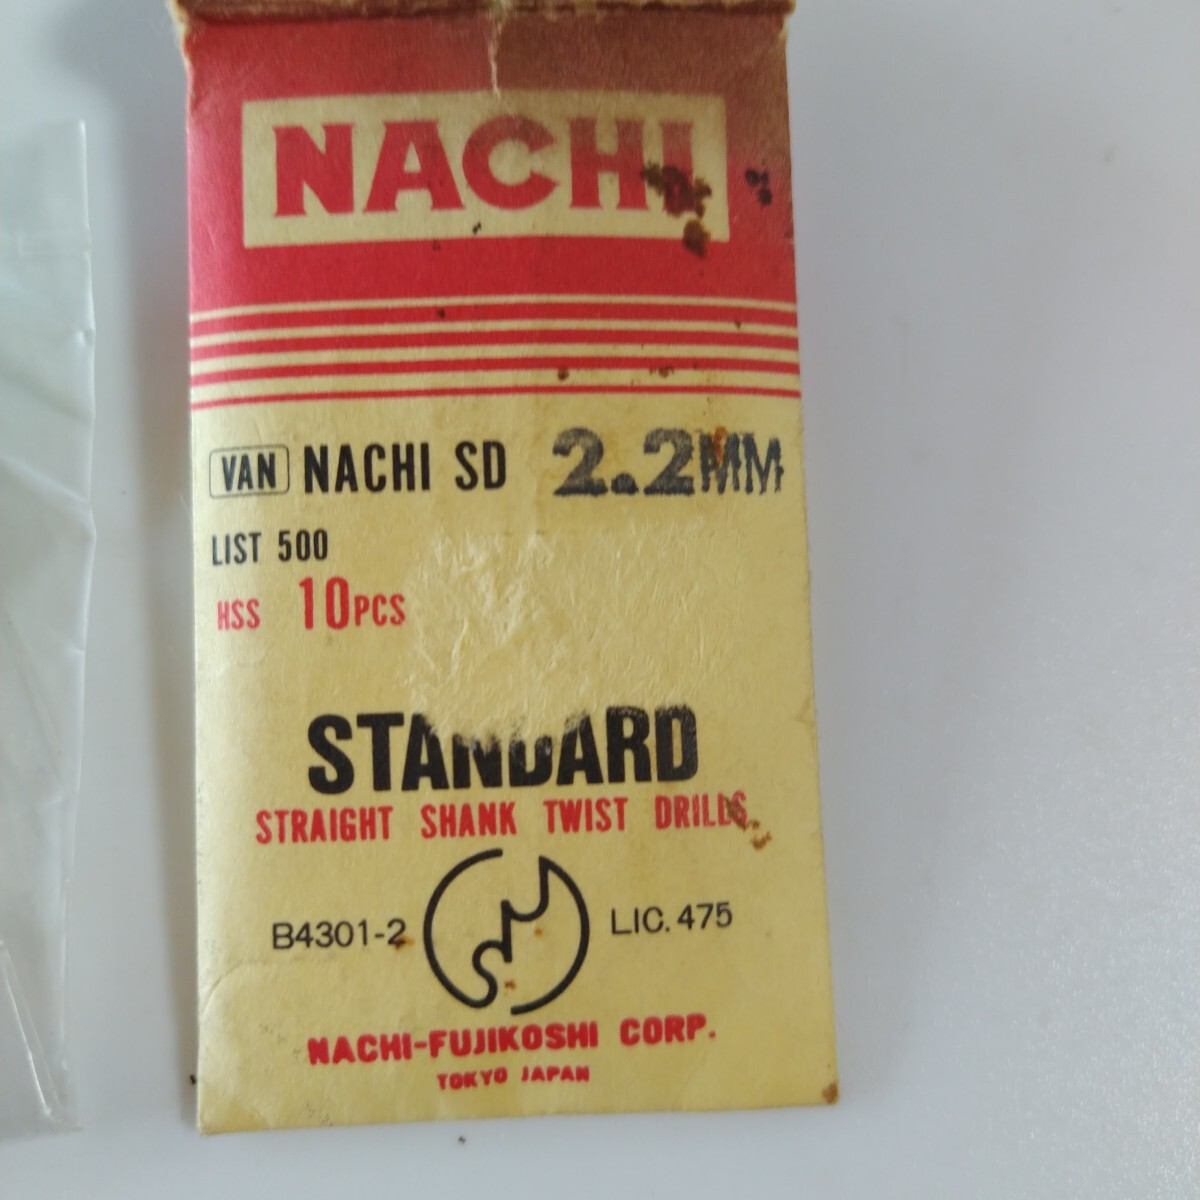 NACHI
VAN NACHI SD 2.2MM
LIST 500
HSS 10PCS
STANDARD
STRAIGHT SHANK TWIST DRILLS
B4301-2 LIC. 475
NACHI-FUJIKOSHI CORP.
TOKYO JAPAN